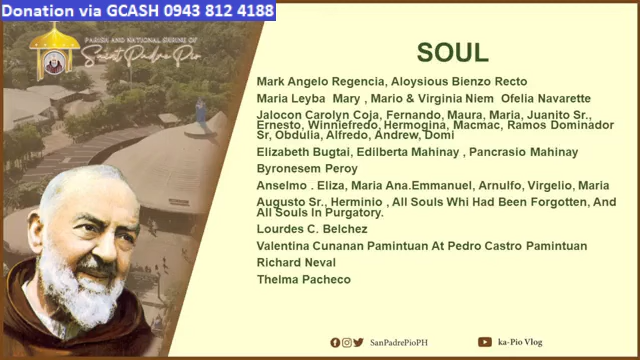 Donation via GCASH 0943 812 4188
PARISH AND NATIONAL SHRINE OF
Saint Padre Pio
SOUL
Mark Angelo Regencia, Aloysious Bienzo Recto
Maria Leyba  Mary , Mario & Virginia Niem  Ofelia Navarette
Jalocon Carolyn Coja, Fernando, Maura, Maria, Juanito Sr.,
Ernesto, Winniefredo, Hermogina, Macmac, Ramos Dominador
Sr, Obdulia, Alfredo, Andrew, Domi
Elizabeth Bugtai, Edilberta Mahinay , Pancrasio Mahinay
Byronesem Peroy
Anselmo . Eliza, Maria Ana.Emmanuel, Arnulfo, Virgelio, Maria
Augusto Sr., Herminio , All Souls Whi Had Been Forgotten, And
All Souls In Purgatory.
Lourdes C. Belchez
Valentina Cunanan Pamintuan At Pedro Castro Pamintuan
Richard Neval
Thelma Pacheco
SanPadrePioPH
ka-Pio Vlog